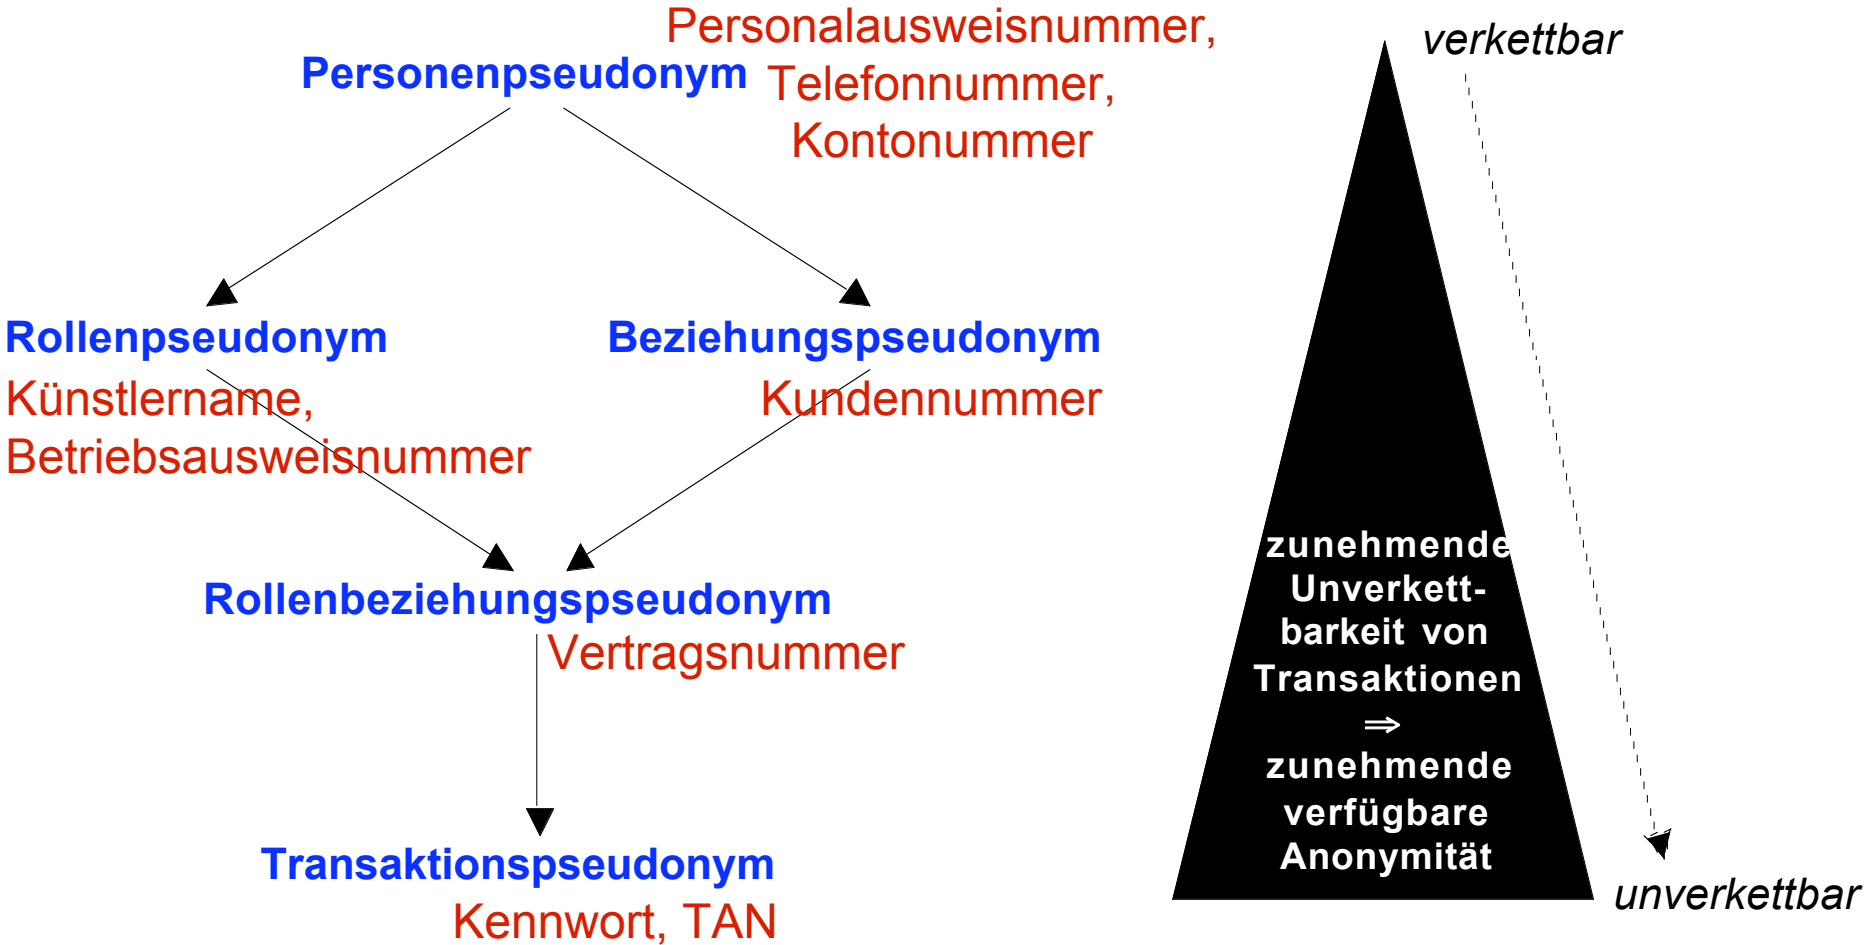 Personalausweisnummer,
Personenpseudonym
Telefonnummer,
Kontonummer
Rollenpseudonym
Künstlername,
Betriebsausweisnummer
Beziehungspseudonym
Kundennummer
Rollenbeziehungspseudonym
Vertragsnummer
Transaktionspseudonym
Kennwort, TAN
verkettbar
zunehmende
Unverkett-
barkeit von
Transaktionen
⇒
zunehmende
verfügbare
Anonymität
unverkettbar